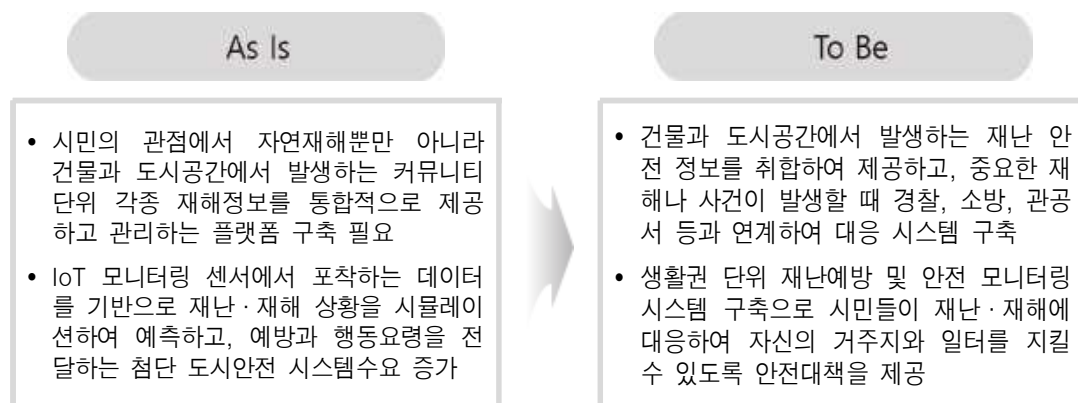 As Is
• 시민의 관점에서 자연재해뿐만 아니라
건물과 도시공간에서 발생하는 커뮤니티
단위 각종 재해정보를 통합적으로 제공
하고 관리하는 플랫폼 구축 필요
• IoT 모니터링 센서에서 포착하는 데이터
를 기반으로 재난·재해 상황을 시뮬레이
션하여 예측하고, 예방과 행동요령을 전
달하는 첨단 도시안전 시스템수요 증가
To Be
• 건물과 도시공간에서 발생하는 재난 안
전 정보를 취합하여 제공하고, 중요한 재
해나 사건이 발생할 때 경찰, 소방, 관공
서 등과 연계하여 대응 시스템 구축
• 생활권 단위 재난예방 및 안전 모니터링
시스템 구축으로 시민들이 재난·재해에
대응하여 자신의 거주지와 일터를 지킬
수 있도록 안전대책을 제공